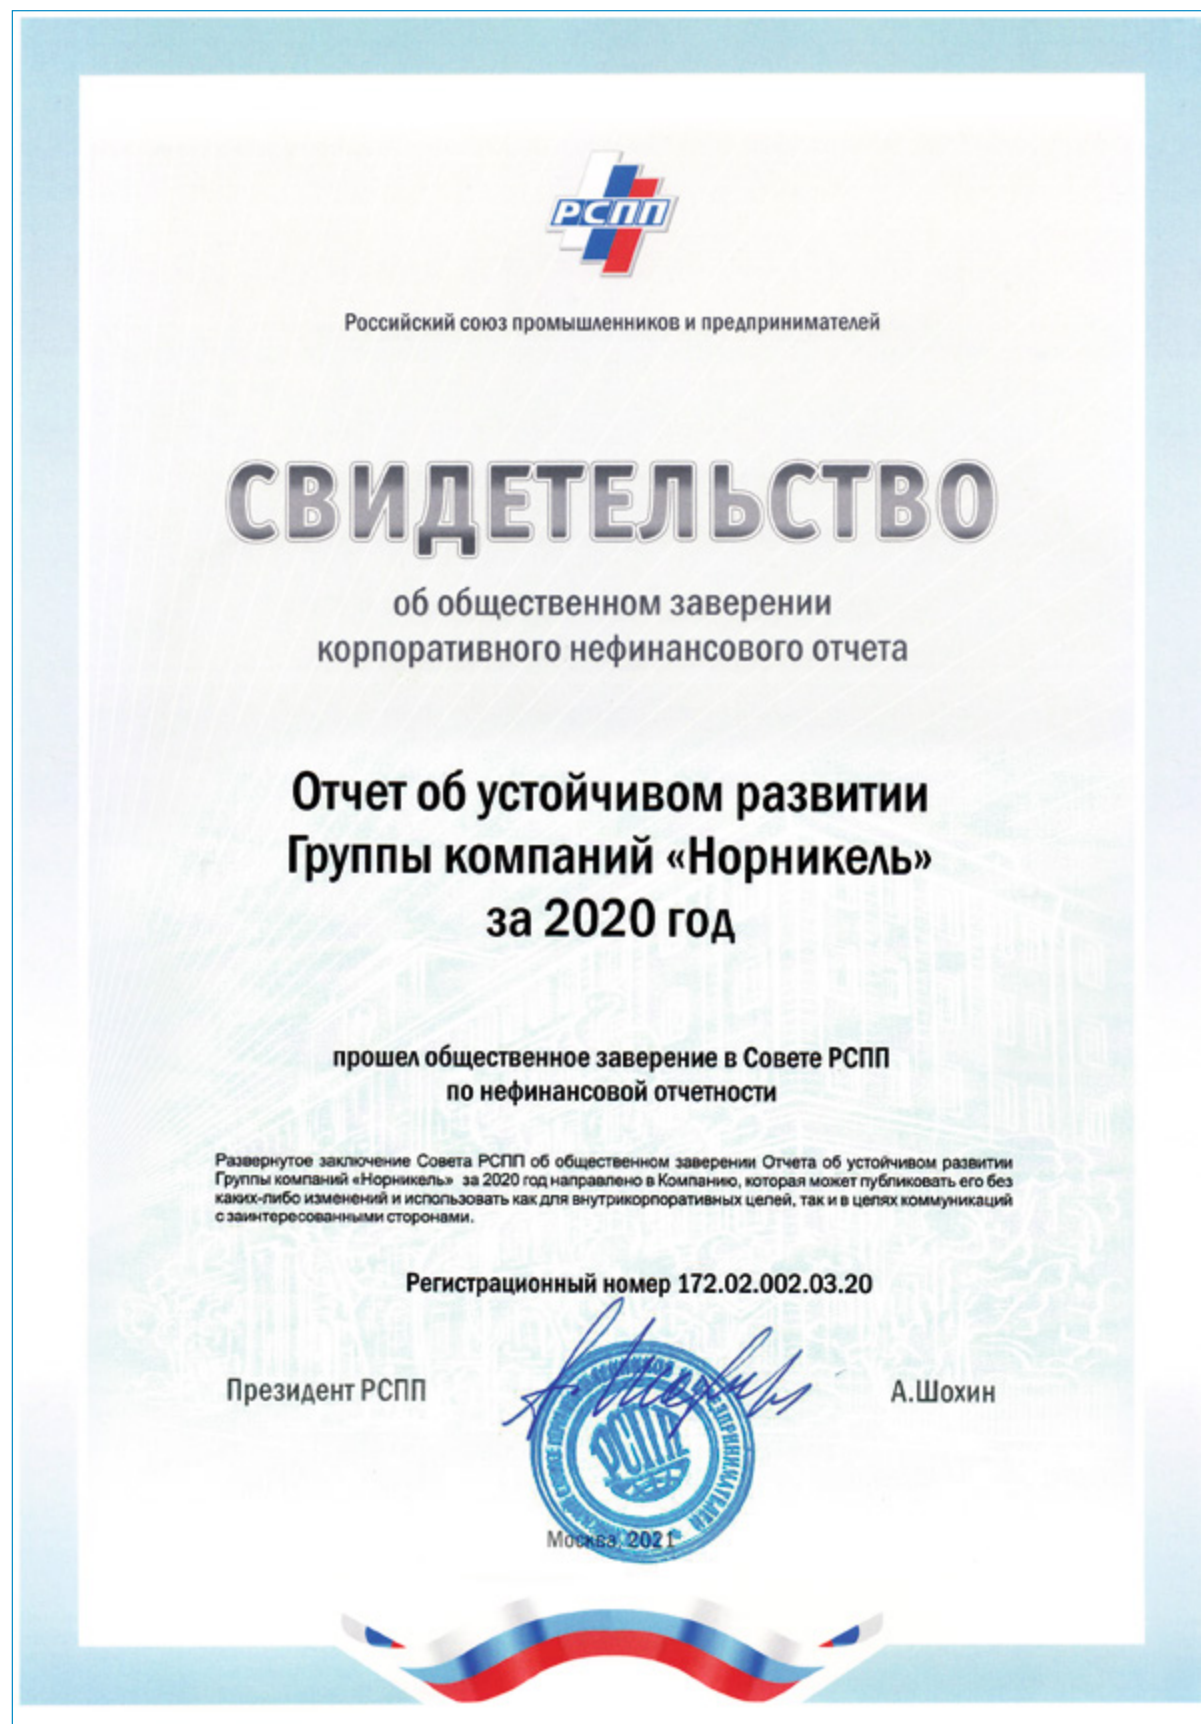 РСПП
Российский союз промышленников и предпринимателей
СВИДЕТЕЛЬСТВО
об общественном заверении
корпоративного нефинансового отчета
Отчет об устойчивом развитии
Группы компаний «Норникель»
за 2020 год
прошел общественное заверение в Совете РСПП
по нефинансовой отчетности
Развернутое заключение Совета РСПП об общественном заверении Отчета об устойчивом развитии
Группы компаний «Норникель» за 2020 год направлено в Компанию, которая может публиковать его без
каких-либо изменений и использовать как для внутрикорпоративных целей, так и в целях коммуникаций
с заинтересованными сторонами.
Регистрационный номер 172.02.002.03.20
Президент РСПП
А.Шохин
РСПП
Москва, 2021